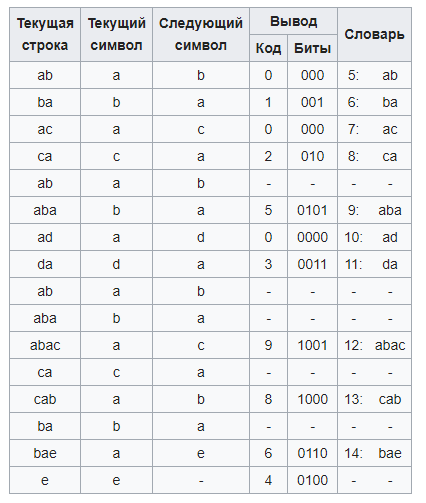 Текущая строка Текущий символ Следующий символ Вывод Словарь
Код Биты
ab a b 0 000 5: ab
ba b a 1 001 6: ba
ac a c 0 000 7: ac
ca c a 2 010 8: ca
ab a b - - - -
aba b a 5 0101 9: aba
ad a d 0 0000 10: ad
da d a 3 0011 11: da
ab a b - - - -
aba b a - - - -
abac a c 9 1001 12: abac
ca c a - - - -
cab a b 8 1000 13: cab
ba b a - - - -
bae a e 6 0110 14: bae
e e - 4 0100 - -